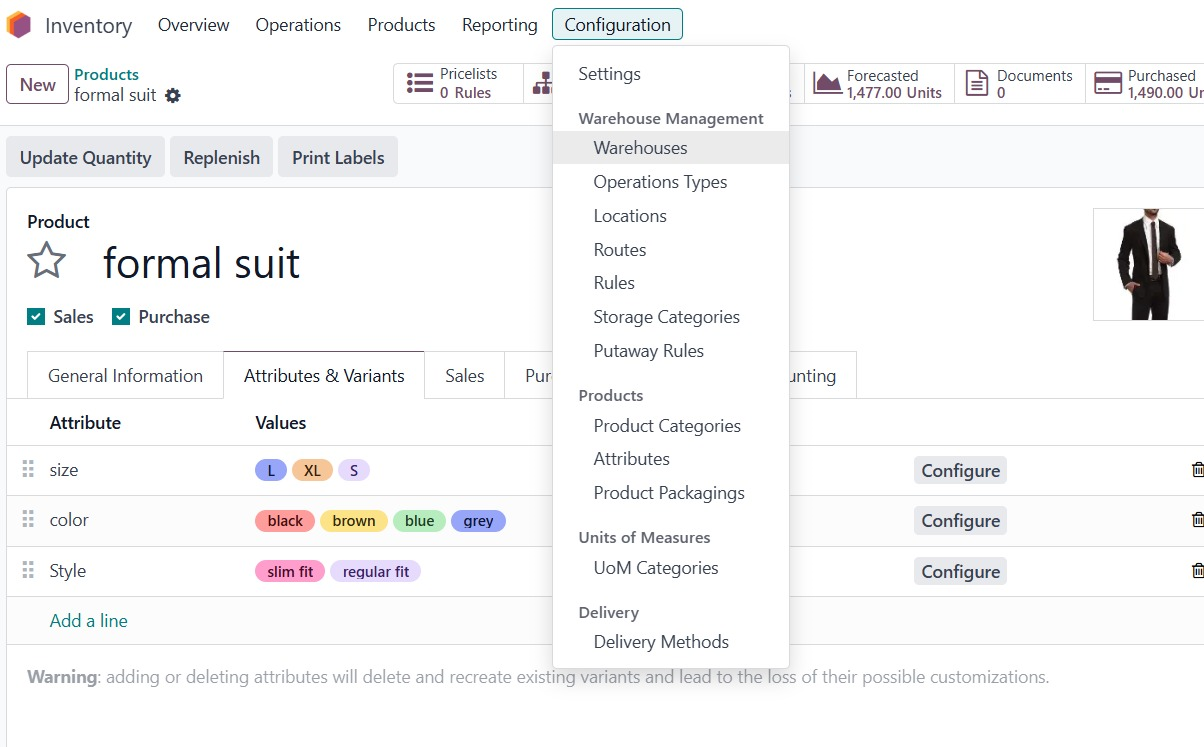 Inventory Overview Operations Products Reporting Configuration
New Products
formal suit
Pricelists
0 Rules
Forecasted
1,477.00 Units
Documents
0
Purchased
1,490.00
Settings
Warehouse Management
Warehouses
Operations Types
Locations
Routes
Rules
Storage Categories
Putaway Rules
Products
Product Categories
Attributes
Product Packagings
Units of Measures
UoM Categories
Delivery
Delivery Methods
Update Quantity Replenish Print Labels
Product
formal suit
Sales Purchase
General Information Attributes & Variants Sales
Attribute Values
size L XL S Configure
color black brown blue grey Configure
Style slim fit regular fit Configure
Add a line
Warning: adding or deleting attributes will delete and recreate existing variants and lead to the loss of their possible customizations.